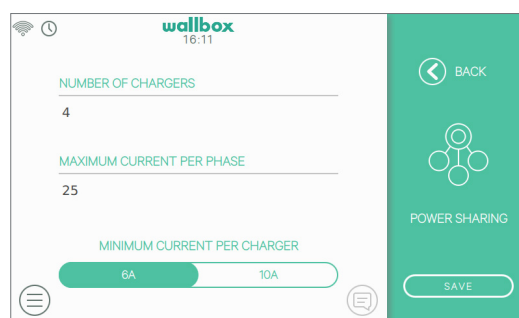 wallbox
16:11
NUMBER OF CHARGERS
4
MAXIMUM CURRENT PER PHASE
25
MINIMUM CURRENT PER CHARGER
6A 10A
BACK
POWER SHARING
SAVE